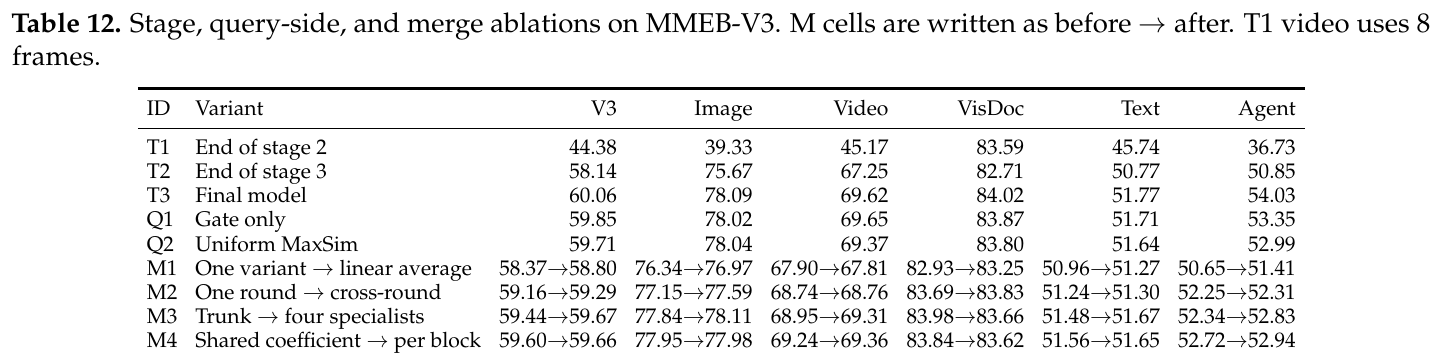 Table 12. Stage, query-side, and merge ablations on MMEB-V3. M cells are written as before → after. T1 video uses 8
frames.
ID Variant V3 Image Video VisDoc Text Agent
T1 End of stage 2 44.38 39.33 45.17 83.59 45.74 36.73
T2 End of stage 3 58.14 75.67 67.25 82.71 50.77 50.85
T3 Final model 60.06 78.09 69.62 84.02 51.77 54.03
Q1 Gate only 59.85 78.02 69.65 83.87 51.71 53.35
Q2 Uniform MaxSim 59.71 78.04 69.37 83.80 51.64 52.99
M1 One variant → linear average 58.37→58.80 76.34→76.97 67.90→67.81 82.93→83.25 50.96→51.27 50.65→51.41
M2 One round → cross-round 59.16→59.29 77.15→77.59 68.74→68.76 83.69→83.83 51.24→51.30 52.25→52.31
M3 Trunk → four specialists 59.44→59.67 77.84→78.11 68.95→69.31 83.98→83.66 51.48→51.67 52.34→52.83
M4 Shared coefficient → per block 59.60→59.66 77.95→77.98 69.24→69.36 83.84→83.62 51.56→51.65 52.72→52.94